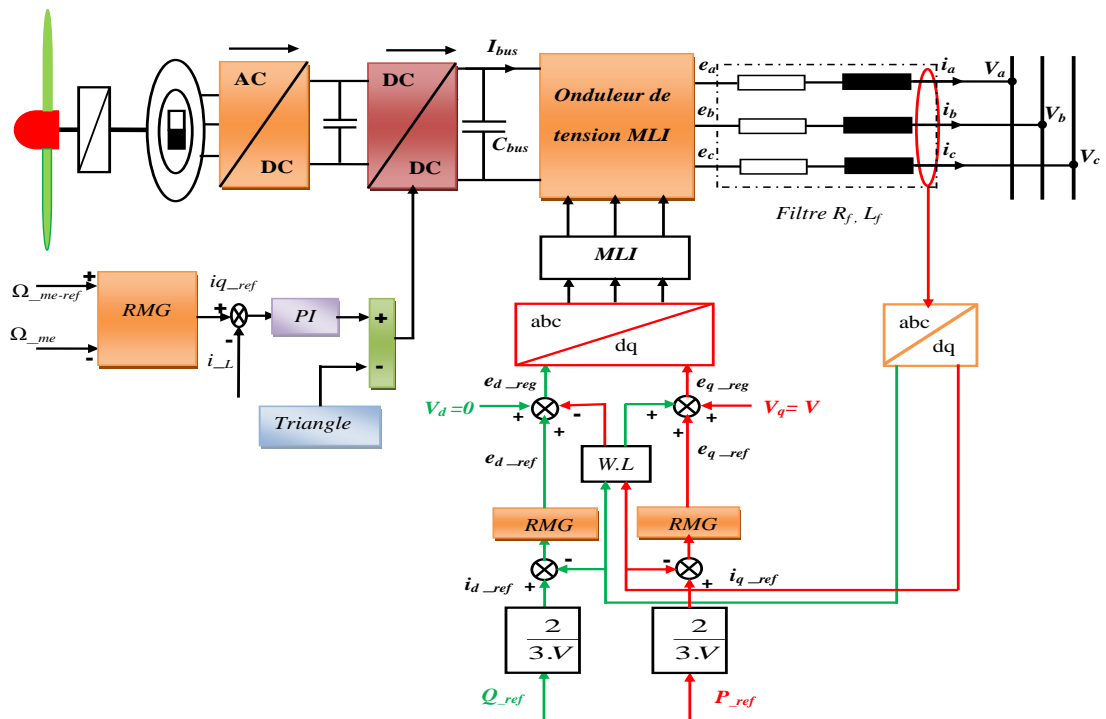 AC
DC
DC
DC
I_bus
C_bus
Onduleur de
tension MLI
e_a
e_b
e_c
i_a
i_b
i_c
V_a
V_b
V_c
Filtre R_f, L_f
MLI
Ω_me-ref
Ω_me
+
-
RMG
iq_ref
+
-
i_L
PI
+
-
Triangle
abc
dq
abc
dq
e_d_reg
e_q_reg
V_d=0
+
-
+
+
+
+
V_q= V
e_d_ref
W.L
e_q_ref
RMG
RMG
-
+
-
+
i_d_ref
i_q_ref
2
3.V
2
3.V
Q_ref
P_ref